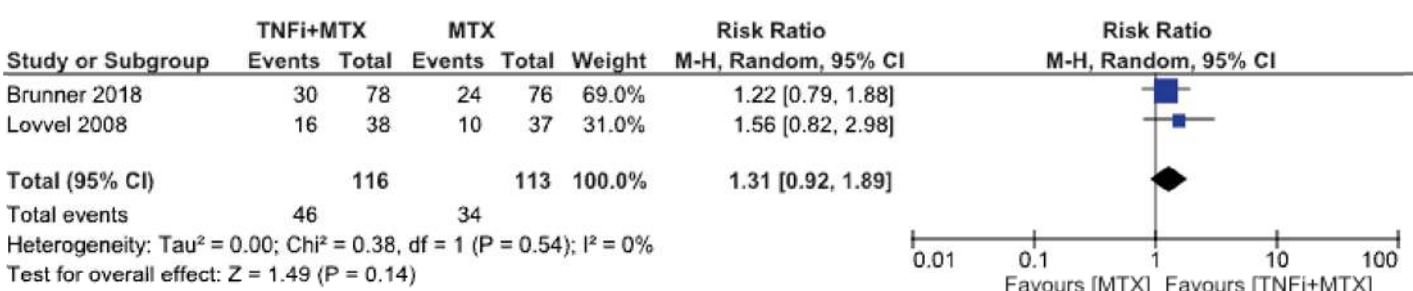 TNFi+MTX MTX Risk Ratio Risk Ratio
Study or Subgroup Events Total Events Total Weight M-H, Random, 95% CI M-H, Random, 95% CI
Brunner 2018 30 78 24 76 69.0% 1.22 [0.79, 1.88]
Lovvel 2008 16 38 10 37 31.0% 1.56 [0.82, 2.98]
Total (95% CI) 116 113 100.0% 1.31 [0.92, 1.89]
Total events 46 34
Heterogeneity: Tau² = 0.00; Chi² = 0.38, df = 1 (P = 0.54); I² = 0%
Test for overall effect: Z = 1.49 (P = 0.14)
0.01 0.1 1 10 100
Favours [MTX] Favours [TNFi+MTX]